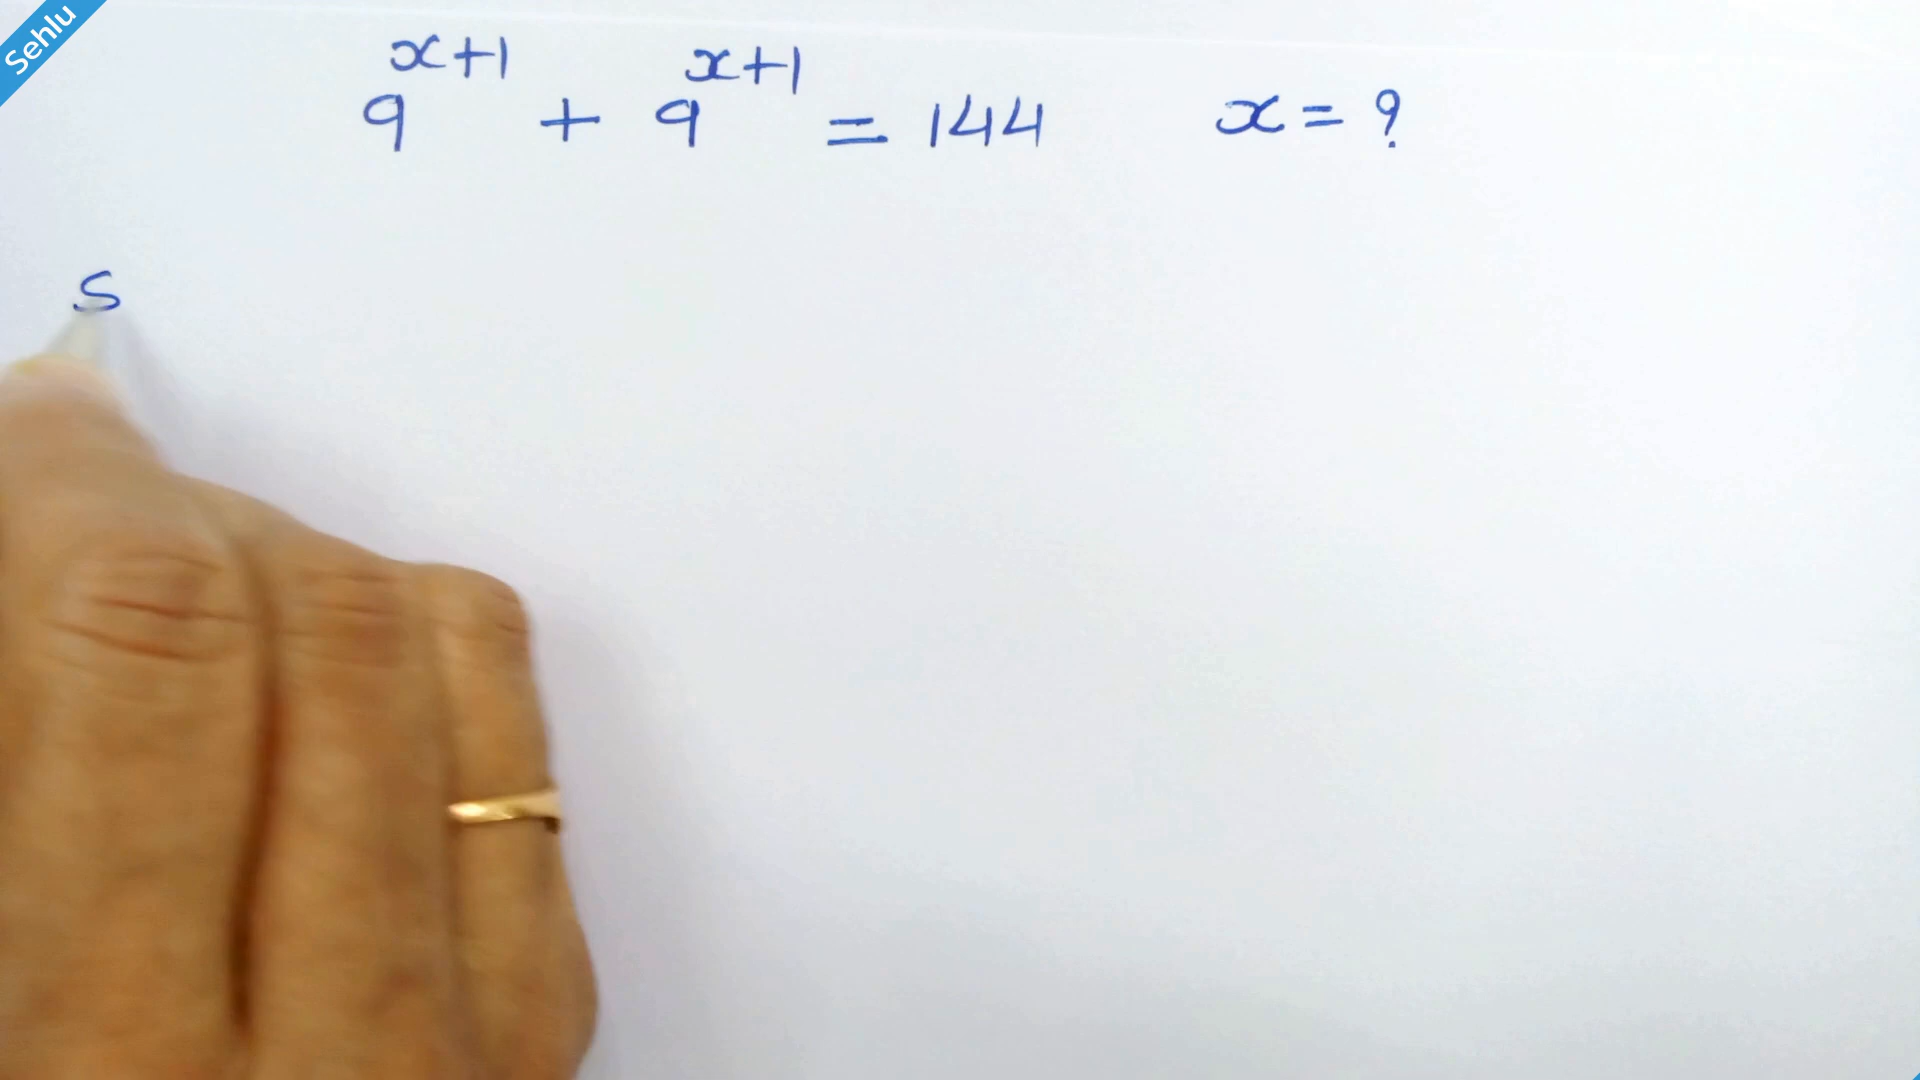 Sehlu
9^{x+1} + 9^{x+1} = 144 x = ?
S